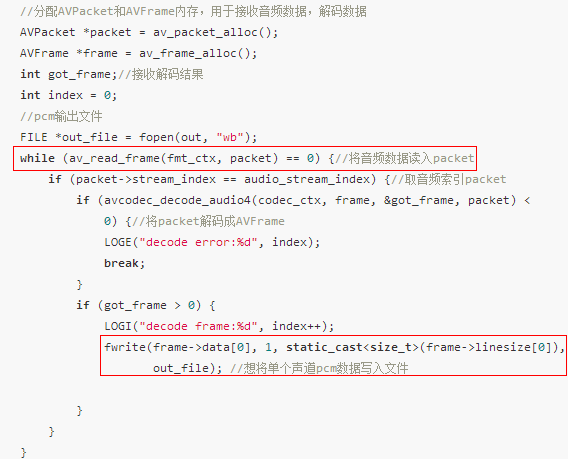 //分配AVPacket和AVFrame内存，用于接收音频数据，解码数据
AVPacket *packet = av_packet_alloc();
AVFrame *frame = av_frame_alloc();
int got_frame;//接收解码结果
int index = 0;
//pcm输出文件
FILE *out_file = fopen(out, "wb");
while (av_read_frame(fmt_ctx, packet) == 0) {//将音频数据读入packet
if (packet->stream_index == audio_stream_index) {//取音频索引packet
if (avcodec_decode_audio4(codec_ctx, frame, &got_frame, packet) <
0) {//将packet解码成AVFrame
LOGE("decode error:%d", index);
break;
}
if (got_frame > 0) {
LOGI("decode frame:%d", index++);
fwrite(frame->data[0], 1, static_cast<size_t>(frame->linesize[0]),
out_file); //想将单个声道pcm数据写入文件
}
}
}